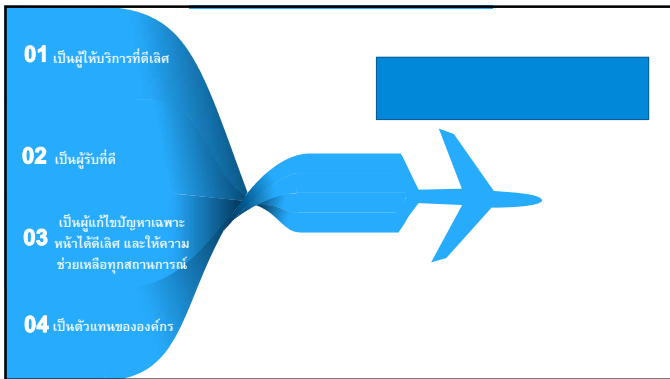 01 เป็นผู้ให้บริการที่ดีเลิศ
02 เป็นผู้รับที่ดี
เป็นผู้แก้ไขปัญหาเฉพาะ
03 หน้าได้ดีเลิศ และให้ความ
ช่วยเหลือทุกสถานการณ์
04 เป็นตัวแทนขององค์กร